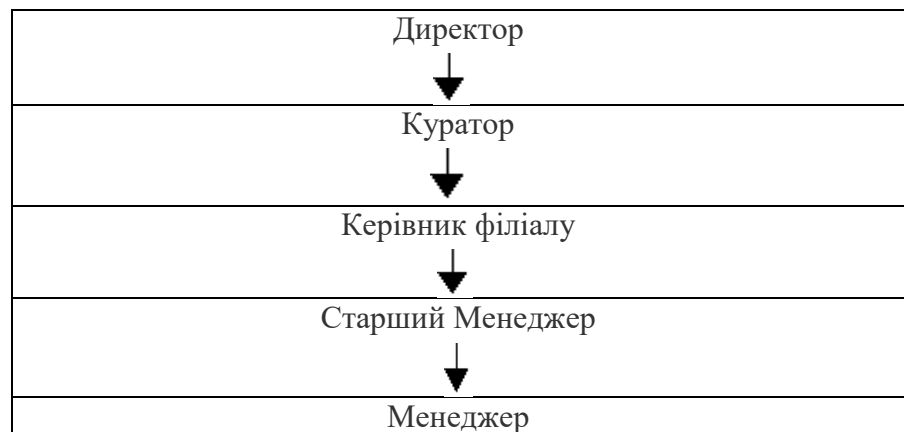 Директор
Куратор
Керівник філіалу
Старший Менеджер
Менеджер